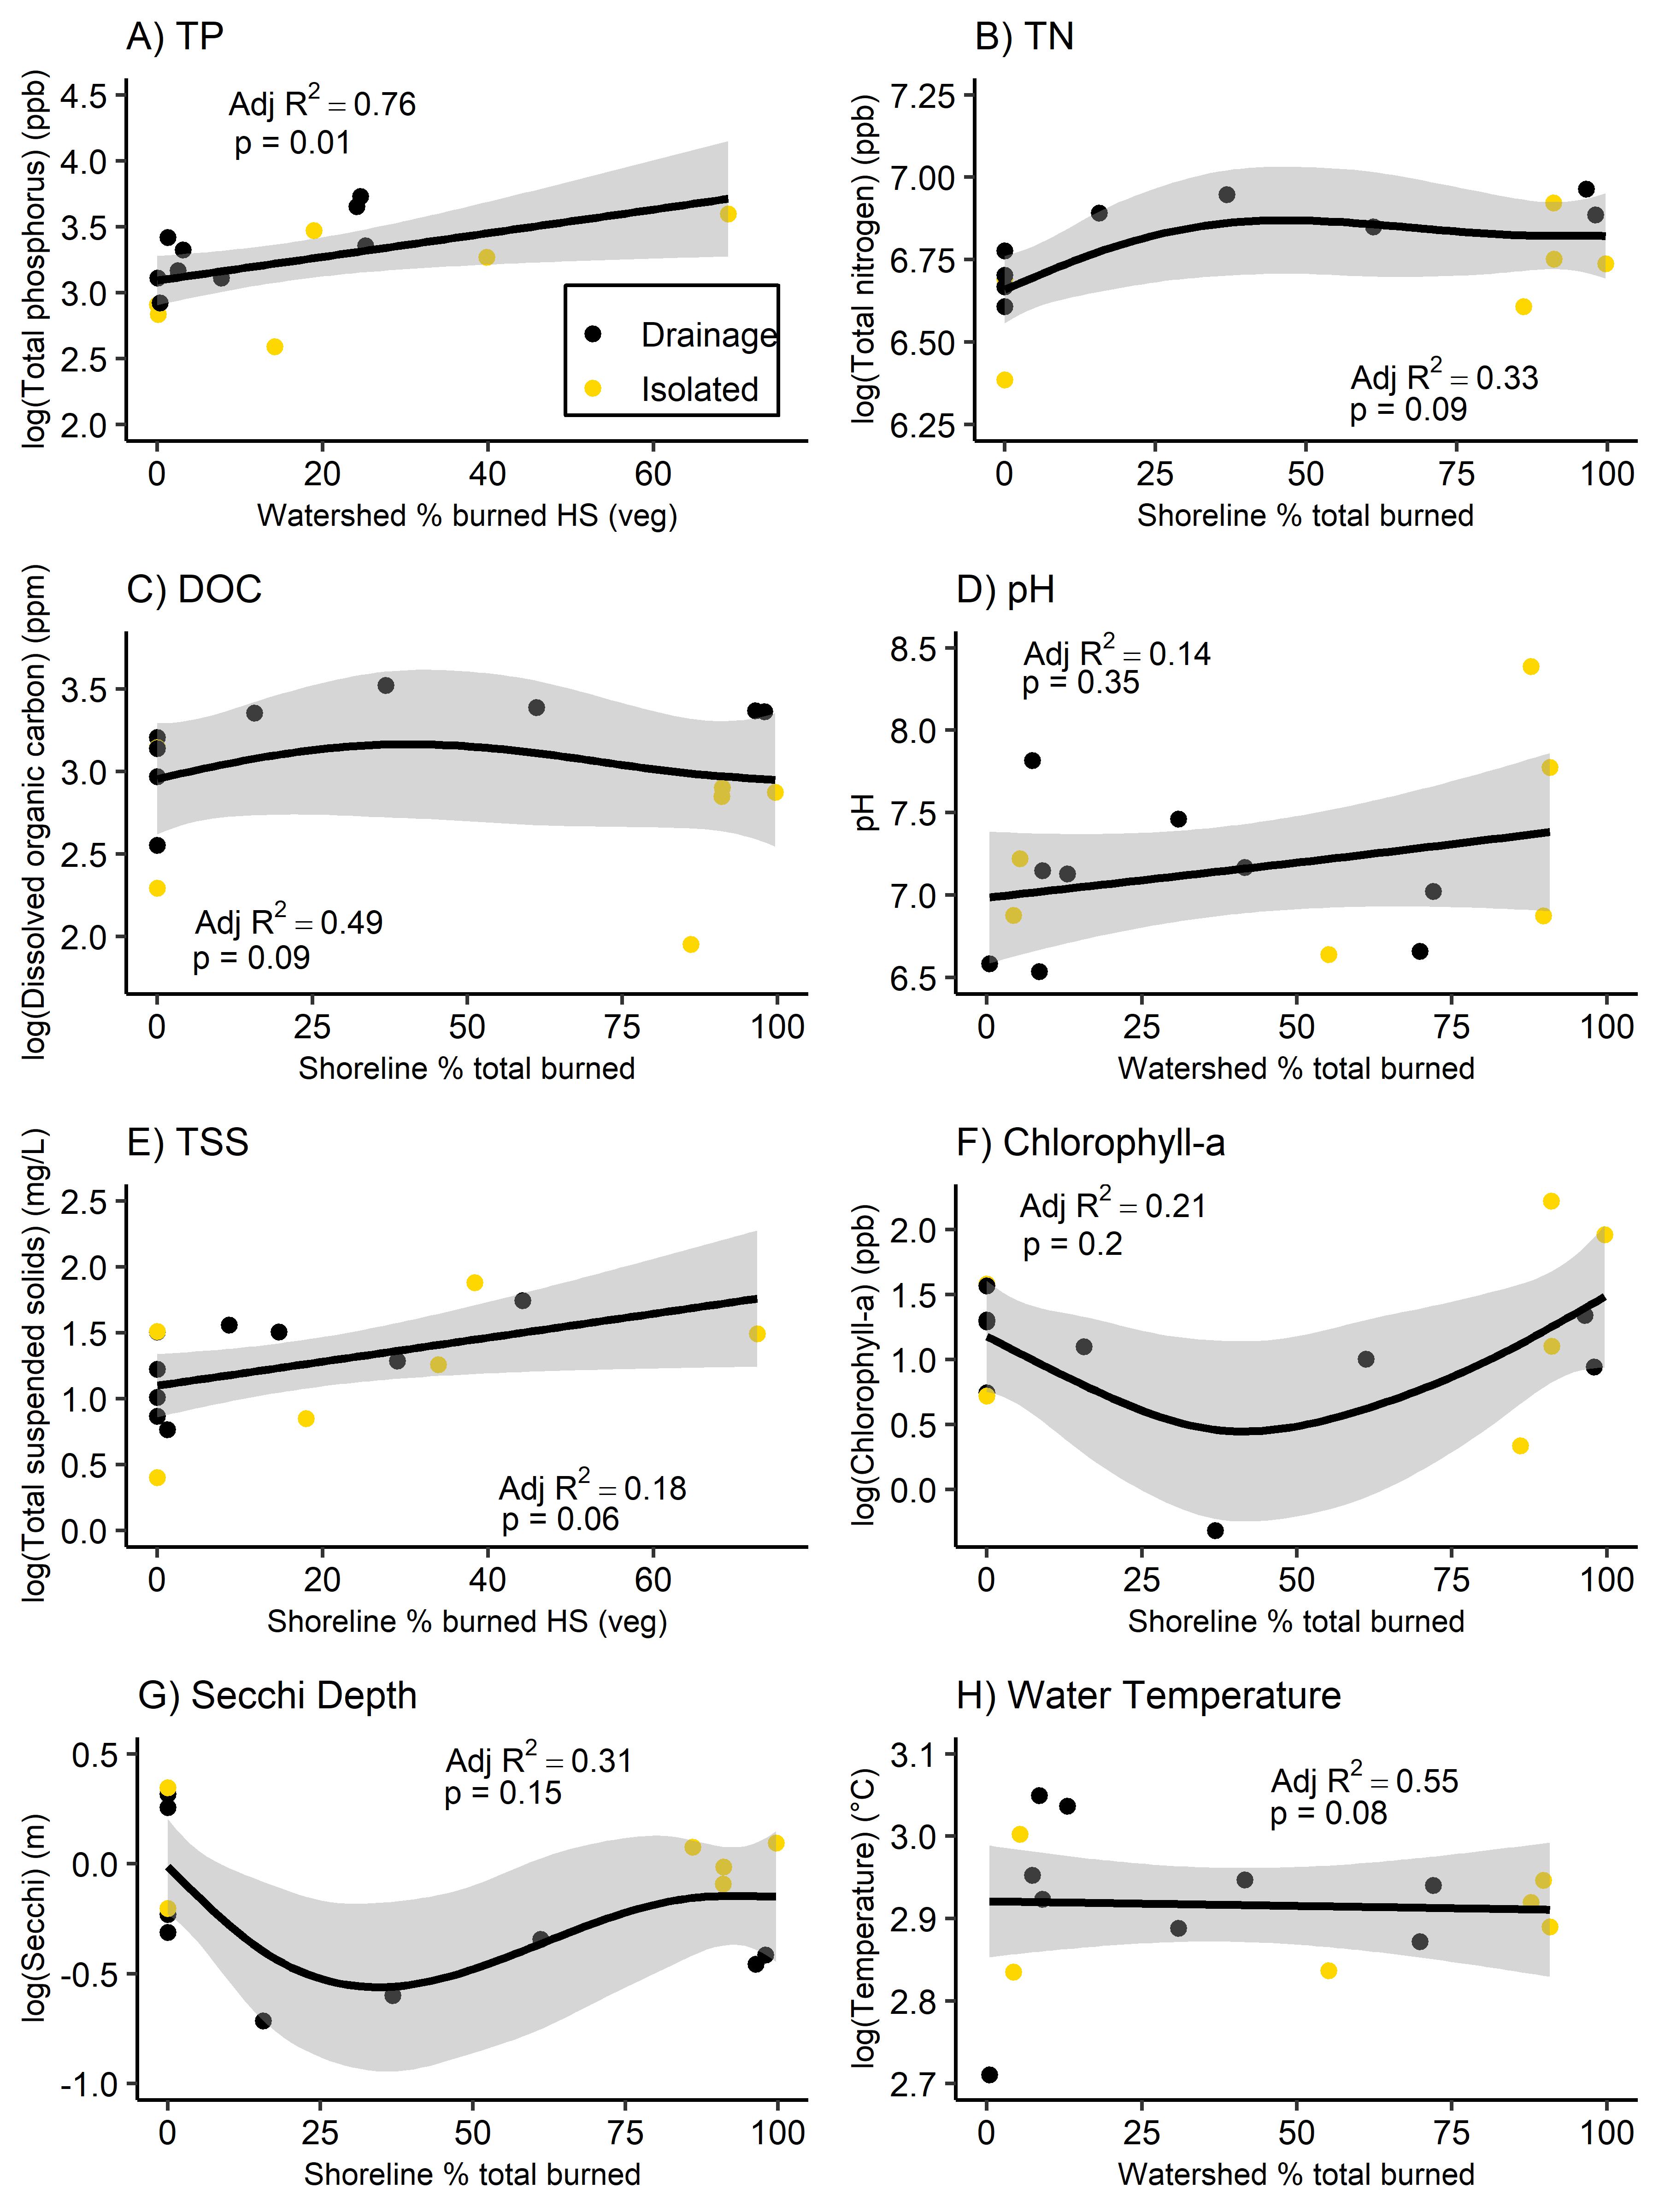 A) TP
Adj R² = 0.76
p = 0.01
log(Total phosphorus) (ppb)
4.5
4.0
3.5
3.0
2.5
2.0
Drainage
Isolated
0 20 40 60
Watershed % burned HS (veg)
B) TN
log(Total nitrogen) (ppb)
7.25
7.00
6.75
6.50
6.25
Adj R² = 0.33
p = 0.09
0 25 50 75 100
Shoreline % total burned
C) DOC
log(Dissolved organic carbon) (ppm)
3.5
3.0
2.5
2.0
Adj R² = 0.49
p = 0.09
0 25 50 75 100
Shoreline % total burned
D) pH
Adj R² = 0.14
p = 0.35
pH
8.5
8.0
7.5
7.0
6.5
0 25 50 75 100
Watershed % total burned
E) TSS
log(Total suspended solids) (mg/L)
2.5
2.0
1.5
1.0
0.5
0.0
Adj R² = 0.18
p = 0.06
0 20 40 60
Shoreline % burned HS (veg)
F) Chlorophyll-a
Adj R² = 0.21
p = 0.2
log(Chlorophyll-a) (ppb)
2.0
1.5
1.0
0.5
0.0
0 25 50 75 100
Shoreline % total burned
G) Secchi Depth
Adj R² = 0.31
p = 0.15
log(Secchi) (m)
0.5
0.0
-0.5
-1.0
0 25 50 75 100
Shoreline % total burned
H) Water Temperature
Adj R² = 0.55
p = 0.08
log(Temperature) (°C)
3.1
3.0
2.9
2.8
2.7
0 25 50 75 100
Watershed % total burned